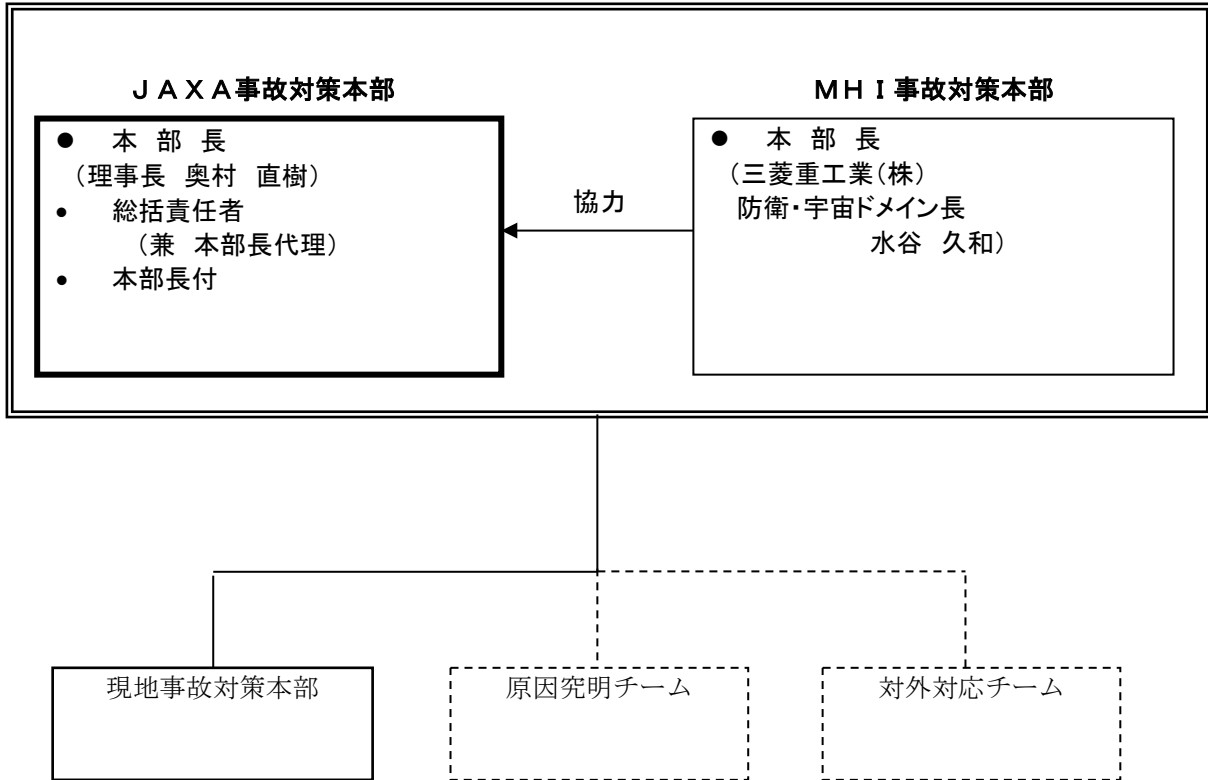 ＪＡＸＡ事故対策本部
ＭＨＩ事故対策本部
● 本 部 長
（理事長 奥村 直樹）
• 総括責任者
（兼 本部長代理）
• 本部長付
協力
● 本 部 長
（三菱重工業（株）
防衛・宇宙ドメイン長
水谷 久和）
現地事故対策本部
原因究明チーム
対外対応チーム